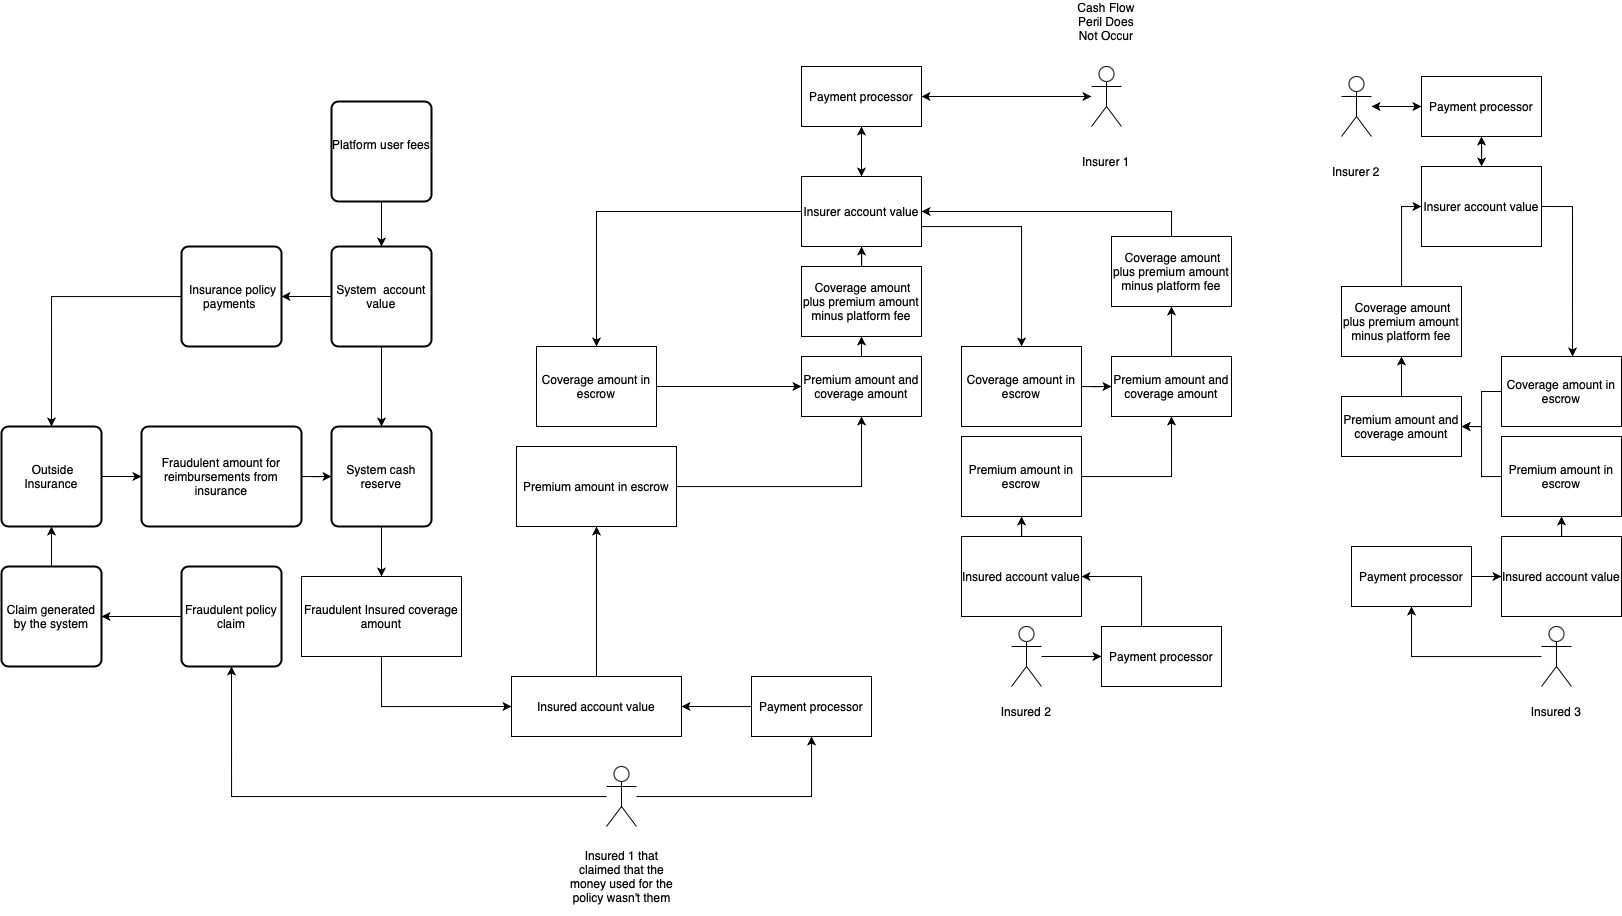 Cash Flow
Peril Does
Not Occur
Payment processor
Insurer 1
Payment processor
Insurer 2
Platform user fees
Insurer account value
Insurer account value
Insurance policy
payments
System account
value
Coverage amount
plus premium amount
minus platform fee
Coverage amount
plus premium amount
minus platform fee
Coverage amount
plus premium amount
minus platform fee
Coverage amount in
escrow
Premium amount and
coverage amount
Coverage amount in
escrow
Premium amount and
coverage amount
Coverage amount in
escrow
Premium amount and
coverage amount
Outside
Insurance
Fraudulent amount for
reimbursements from
insurance
System cash
reserve
Premium amount in escrow
Premium amount in
escrow
Premium amount in
escrow
Claim generated
by the system
Fraudulent policy
claim
Fraudulent Insured coverage
amount
Insured account value
Payment processor
Insured account value
Payment processor
Insured 2
Insured 3
Insured account value
Payment processor
Insured 1 that
claimed that the
money used for the
policy wasn't them